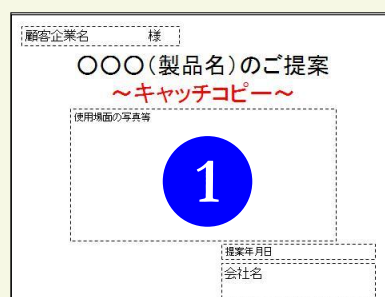 顧客企業名　　　様
〇〇〇(製品名)のご提案
～キャッチコピー～
使用場面の写真等
1
提案年月日
会社名